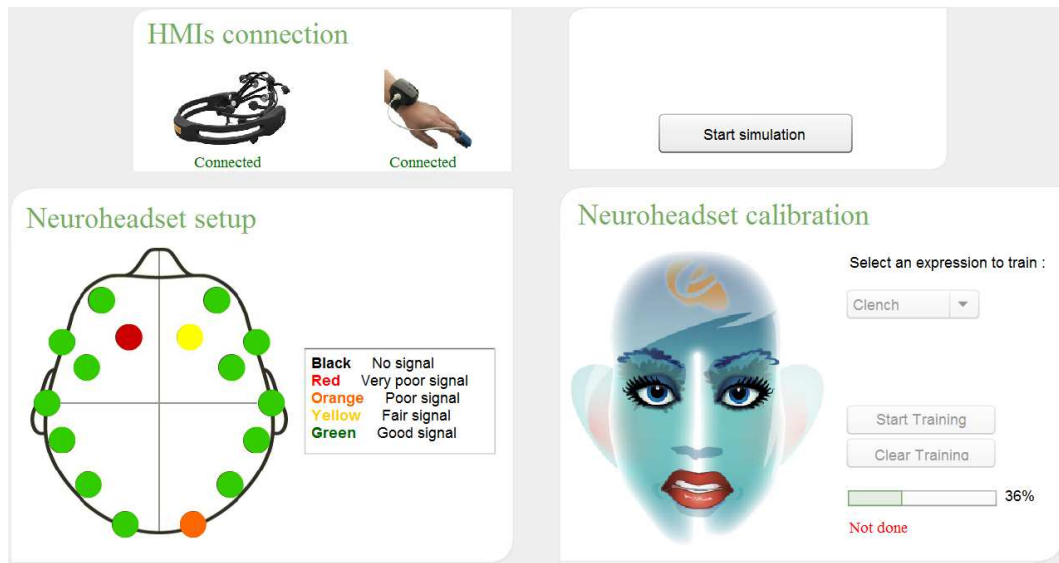 HMIs connection
Connected
Connected
Start simulation
Neuroheadset setup
Black No signal
Red Very poor signal
Orange Poor signal
Yellow Fair signal
Green Good signal
Neuroheadset calibration
Select an expression to train :
Clench
Start Training
Clear Training
36%
Not done